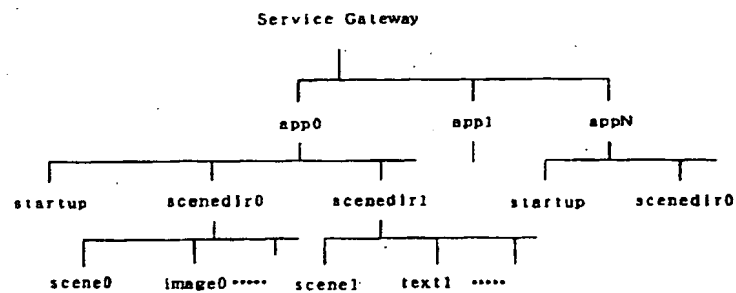 Service Gateway
app0 app1 appN
startup scenedir0 scenedir1 startup scenedir0
scene0 image0 ····· scene1 text1 ·····